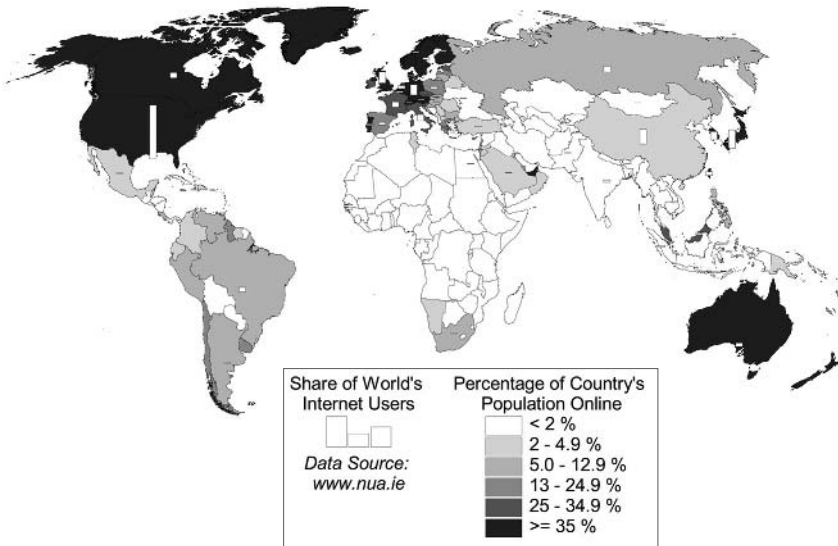 Share of World's
Internet Users
Data Source:
www.nua.ie
Percentage of Country's
Population Online
< 2 %
2 - 4.9 %
5.0 - 12.9 %
13 - 24.9 %
25 - 34.9 %
>= 35 %